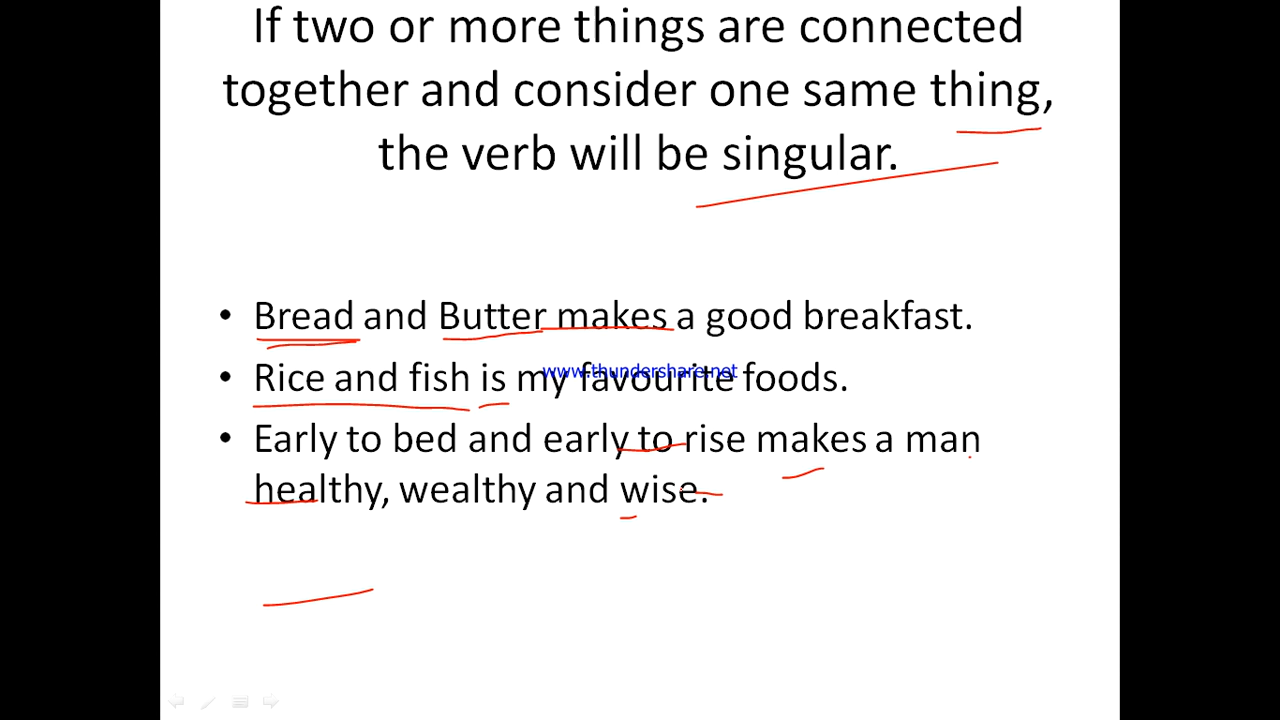 If two or more things are connected
together and consider one same thing,
the verb will be singular.
• Bread and Butter makes a good breakfast.
• Rice and fish is my favourite foods.
www.thundershare.net
• Early to bed and early to rise makes a man
healthy, wealthy and wise.